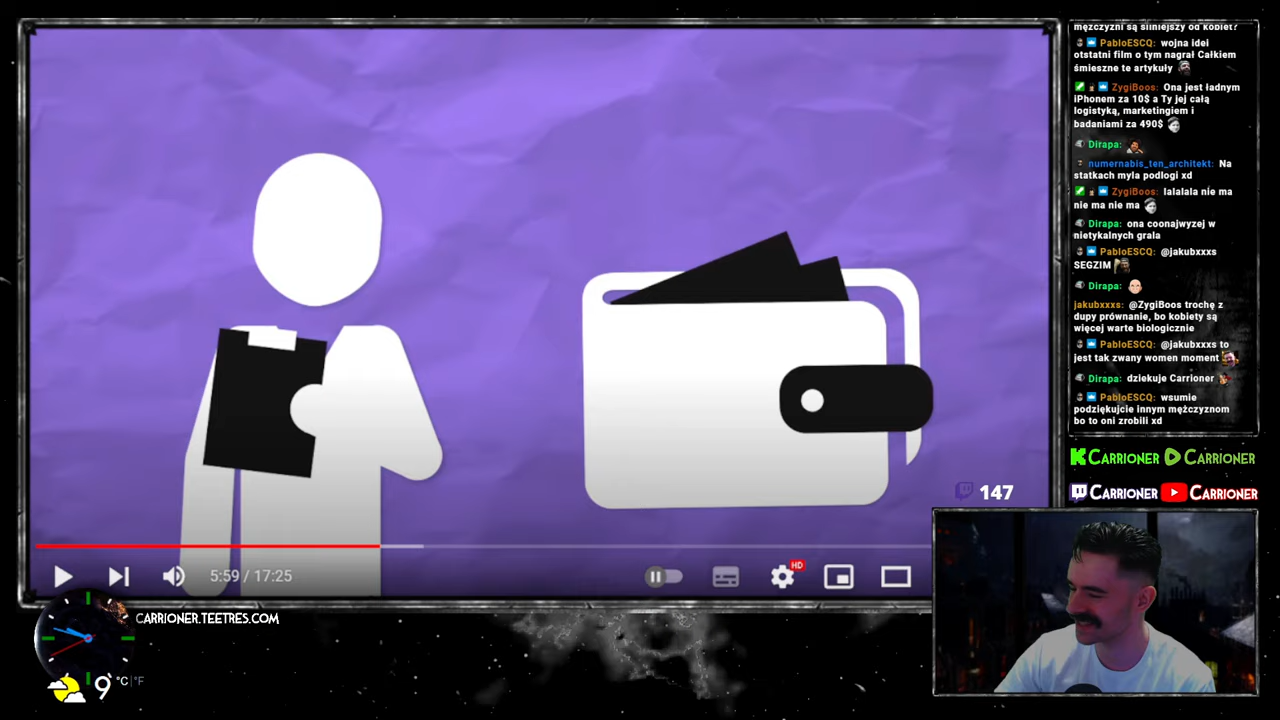 mężczyźni są silniejszy od kobiet?
PabloESCQ: wojna idei
otstatni film o tym nagrał Całkiem
śmieszne te artykuły
ZygiBoos: Ona jest ładnym
iPhonem za 10$ a Ty jej całą
logistyką, marketingiem i
badaniami za 490$
Dirapa:
numernabis_ten_architekt: Na
statkach myla podlogi xd
ZygiBoos: lalalala nie ma
nie ma nie ma
Dirapa: ona coonajwyzej w
nietykalnych grala
PabloESCQ: @jakubxxxs
SEGZIM
Dirapa:
jakubxxxs: @ZygiBoos trochę z
dupy prównanie, bo kobiety są
więcej warte biologicznie
PabloESCQ: @jakubxxxs to
jest tak zwany women moment
Dirapa: dziekuje Carrioner
PabloESCQ: wsumie
podziękujcie innym mężczyznom
bo to oni zrobili xd
CARRIONER CARRIONER
CARRIONER CARRIONER
147
5:59 / 17:25
HD
CARRIONER.TEETRES.COM
9 °C|°F